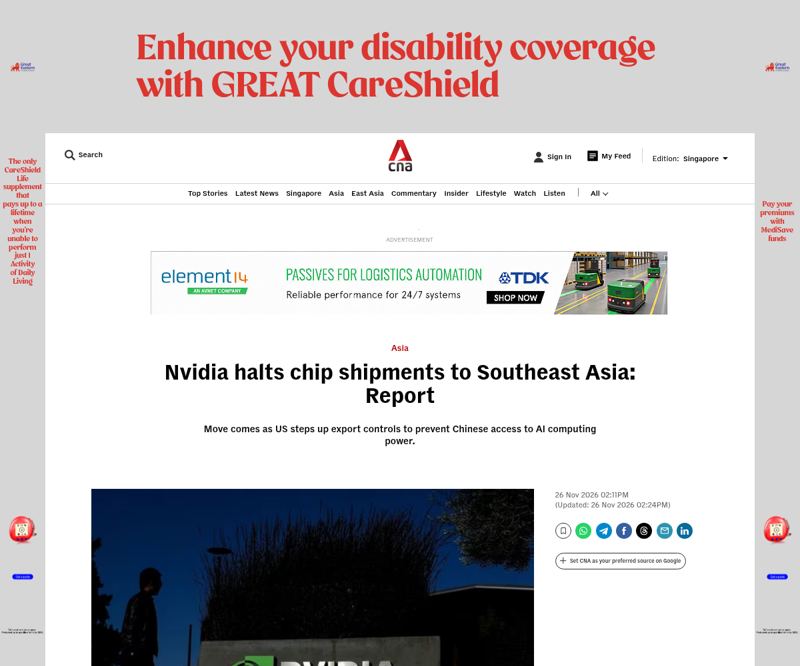 Enhance your disability coverage
with GREAT CareShield
Great
Eastern
Great
Eastern
The only
CareShield
Life
supplement
that
pays up to a
lifetime
when
you're
unable to
perform
just 1
Activity
of Daily
Living
Pay your
premiums
with
MediSave
funds
Search
cna
Sign In
My Feed
Edition: Singapore
Top Stories Latest News Singapore Asia East Asia Commentary Insider Lifestyle Watch Listen All
ADVERTISEMENT
element14
AN AVNET COMPANY
PASSIVES FOR LOGISTICS AUTOMATION
Reliable performance for 24/7 systems
TDK
SHOP NOW
Asia
Nvidia halts chip shipments to Southeast Asia:
Report
Move comes as US steps up export controls to prevent Chinese access to AI computing
power.
26 Nov 2026 02:11PM
(Updated: 26 Nov 2026 02:24PM)
Set CNA as your preferred source on Google
NVIDIA